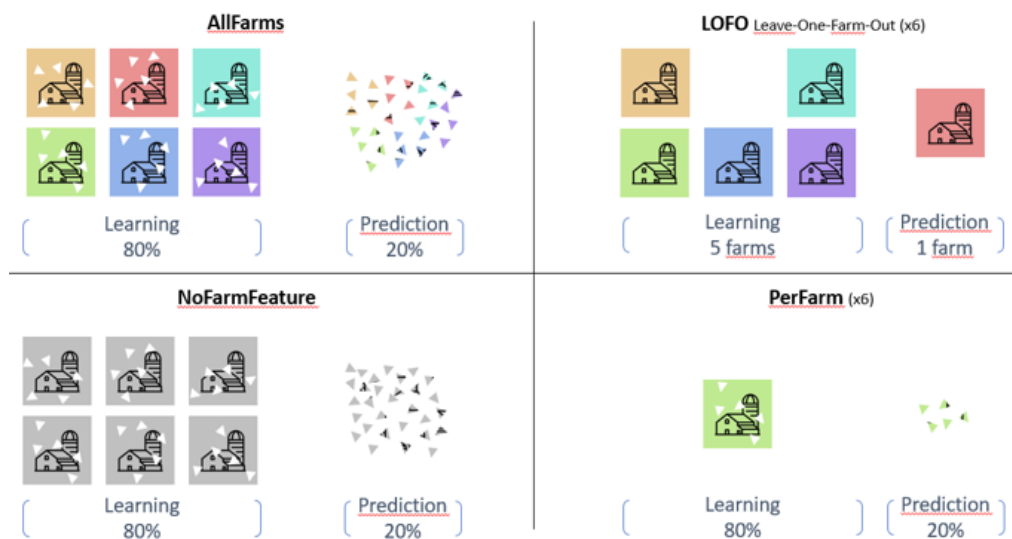 AllFarms
Learning
80%
Prediction
20%
LOFO Leave-One-Farm-Out (x6)
Learning
5 farms
Prediction
1 farm
NoFarmFeature
Learning
80%
Prediction
20%
PerFarm (x6)
Learning
80%
Prediction
20%